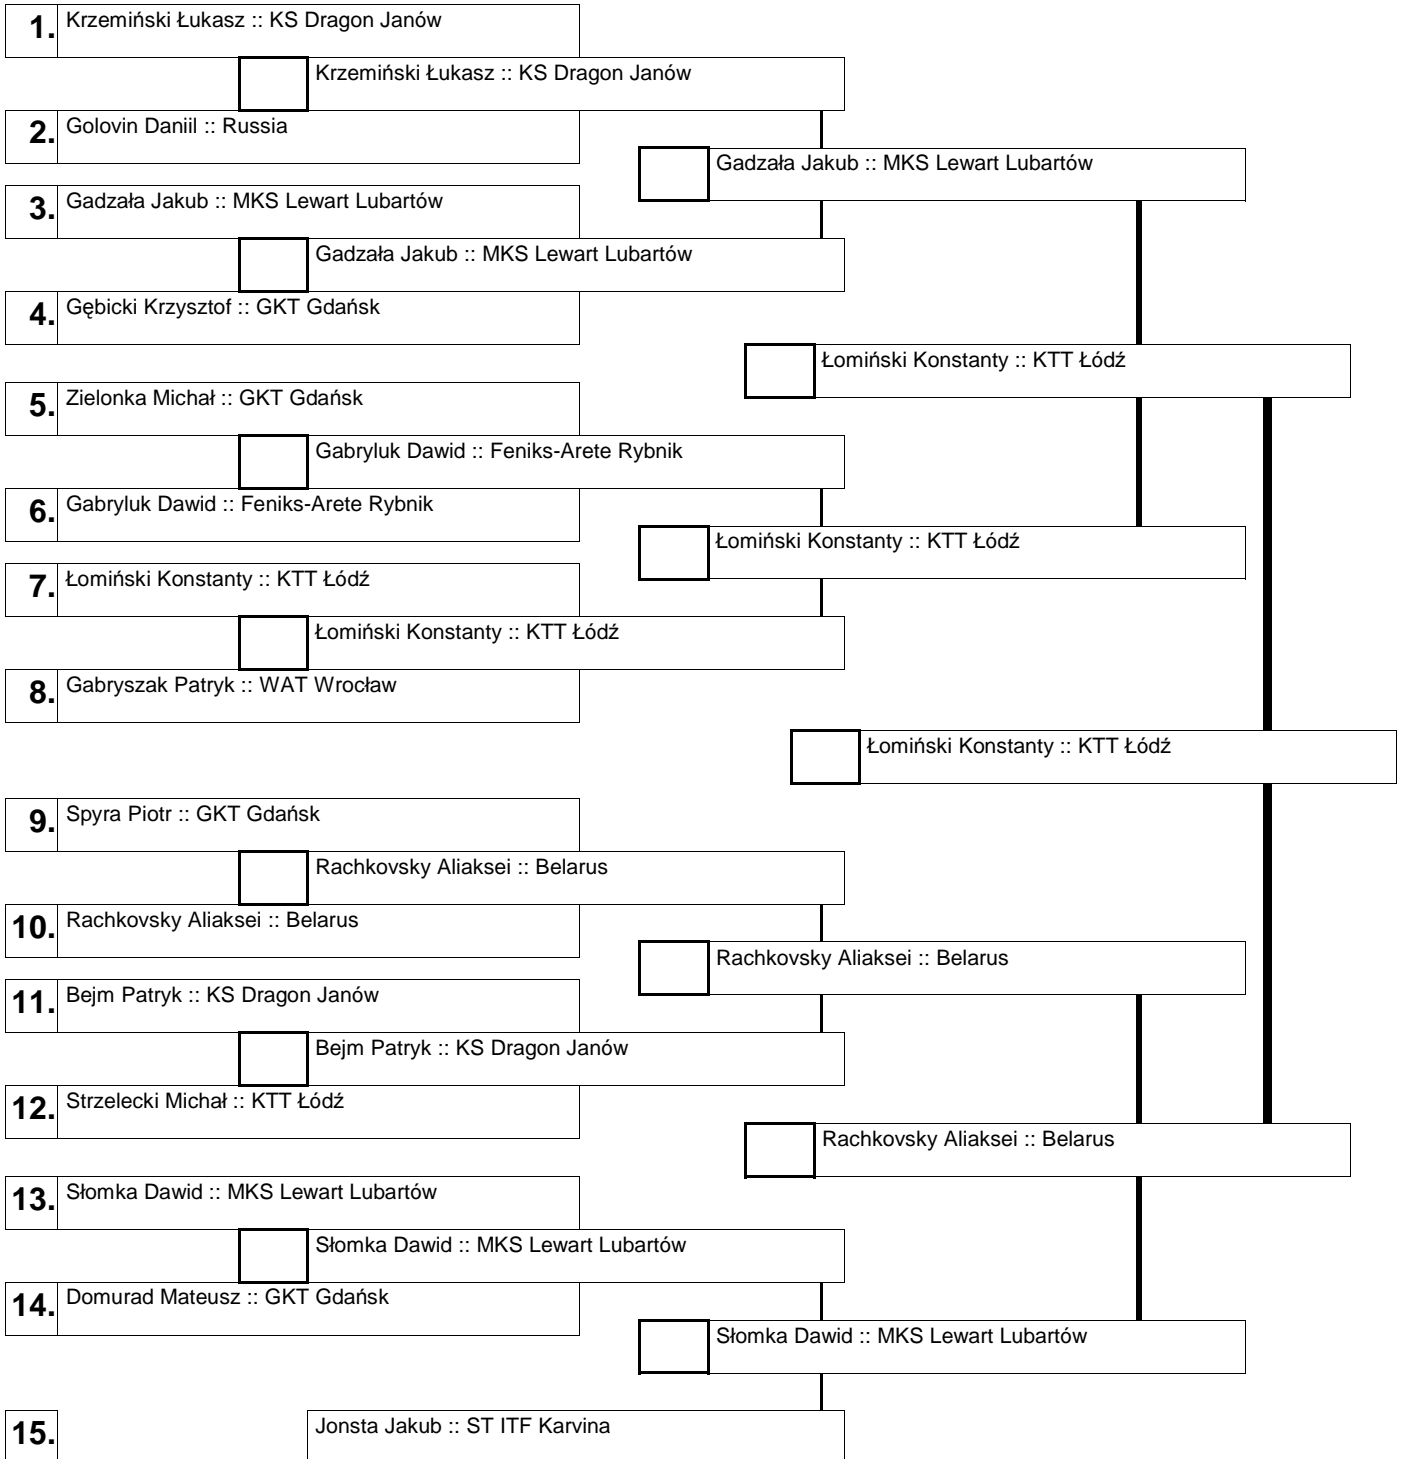 1. Krzemiński Łukasz :: KS Dragon Janów
Krzemiński Łukasz :: KS Dragon Janów
2. Golovin Daniil :: Russia
Gadzała Jakub :: MKS Lewart Lubartów
3. Gadzała Jakub :: MKS Lewart Lubartów
Gadzała Jakub :: MKS Lewart Lubartów
4. Gębicki Krzysztof :: GKT Gdańsk
Łomiński Konstanty :: KTT Łódź
5. Zielonka Michał :: GKT Gdańsk
Gabryluk Dawid :: Feniks-Arete Rybnik
6. Gabryluk Dawid :: Feniks-Arete Rybnik
Łomiński Konstanty :: KTT Łódź
7. Łomiński Konstanty :: KTT Łódź
Łomiński Konstanty :: KTT Łódź
8. Gabryszak Patryk :: WAT Wrocław
Łomiński Konstanty :: KTT Łódź
9. Spyra Piotr :: GKT Gdańsk
Rachkovsky Aliaksei :: Belarus
10. Rachkovsky Aliaksei :: Belarus
Rachkovsky Aliaksei :: Belarus
11. Bejm Patryk :: KS Dragon Janów
Bejm Patryk :: KS Dragon Janów
12. Strzelecki Michał :: KTT Łódź
Rachkovsky Aliaksei :: Belarus
13. Słomka Dawid :: MKS Lewart Lubartów
Słomka Dawid :: MKS Lewart Lubartów
14. Domurad Mateusz :: GKT Gdańsk
Słomka Dawid :: MKS Lewart Lubartów
15. Jonsta Jakub :: ST ITF Karvina